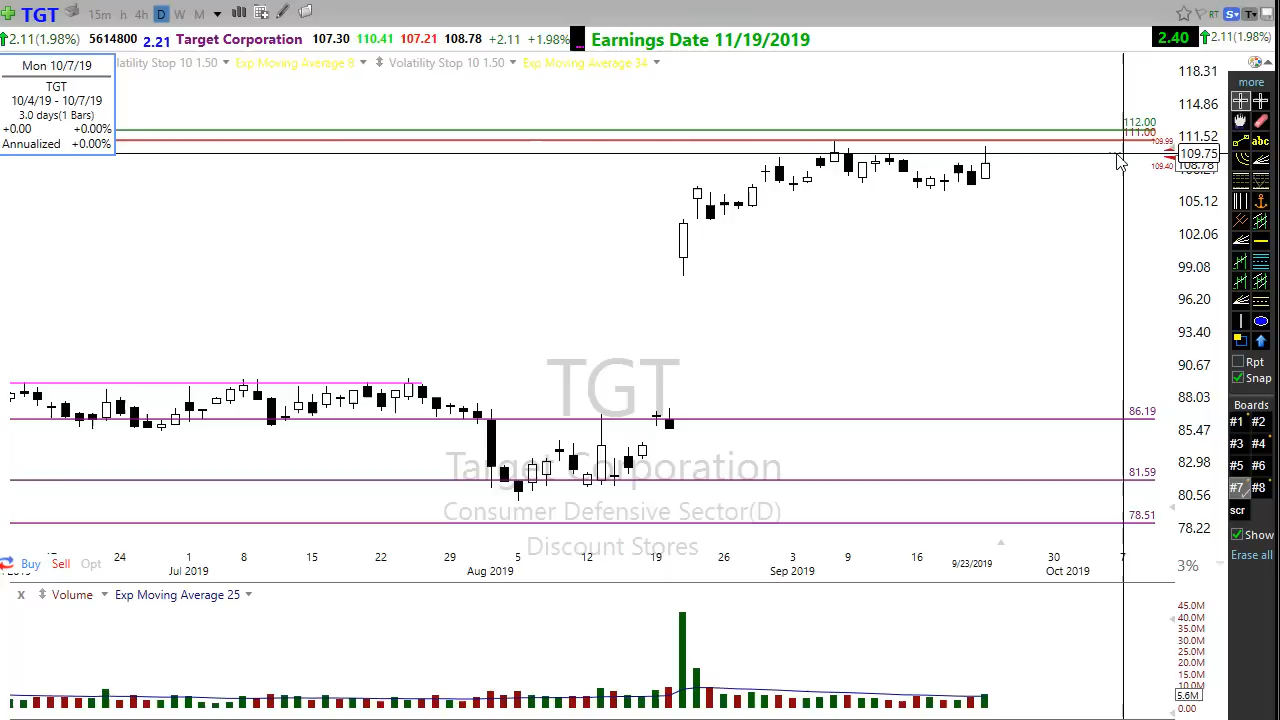 TGT 15m h 4h D W M RT S T
2.11(1.98%) 5614800 2.21 Target Corporation 107.30 110.41 107.21 108.78 +2.11 +1.98% Earnings Date 11/19/2019 2.40 2.11(1.98%)
Mon 10/7/19
TGT
10/4/19 - 10/7/19
3.0 days(1 Bars)
+0.00 +0.00%
Annualized +0.00%
latility Stop 10 1.50 Exp Moving Average 8 Volatility Stop 10 1.50 Exp Moving Average 34
118.31
114.86
111.52
109.75
108.78
105.12
102.06
99.08
96.20
93.40
90.67
88.03
85.47
82.98
80.56
78.22
3%
112.00
111.00
109.99
109.40
86.19
81.59
78.51
TGT
Target Corporation
Consumer Defensive Sector(D)
Discount Stores
24 1 8 15 22 29 5 12 19 26 3 9 16 9/23/2019 30 7
Jul 2019 Aug 2019 Sep 2019 Oct 2019
Buy Sell Opt
x Volume Exp Moving Average 25
45.0M
40.0M
35.0M
30.0M
25.0M
20.0M
15.0M
10.0M
5.6M
0.00
more
abc
Rpt
Snap
Boards
#1 #2
#3 #4
#5 #6
#7 #8
scr
Show
Erase all